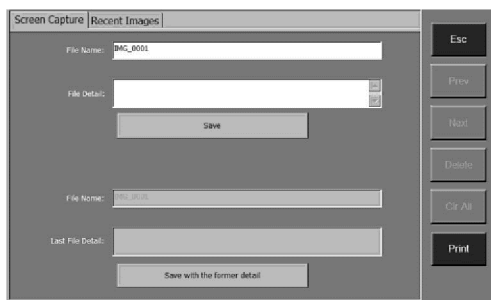 Screen Capture
Recent Images
File Name:
IMG_0001
File Detail:
Save
File Name:
Last File Detail:
Save with the former detail
Esc
Prev
Next
Delete
Clr All
Print